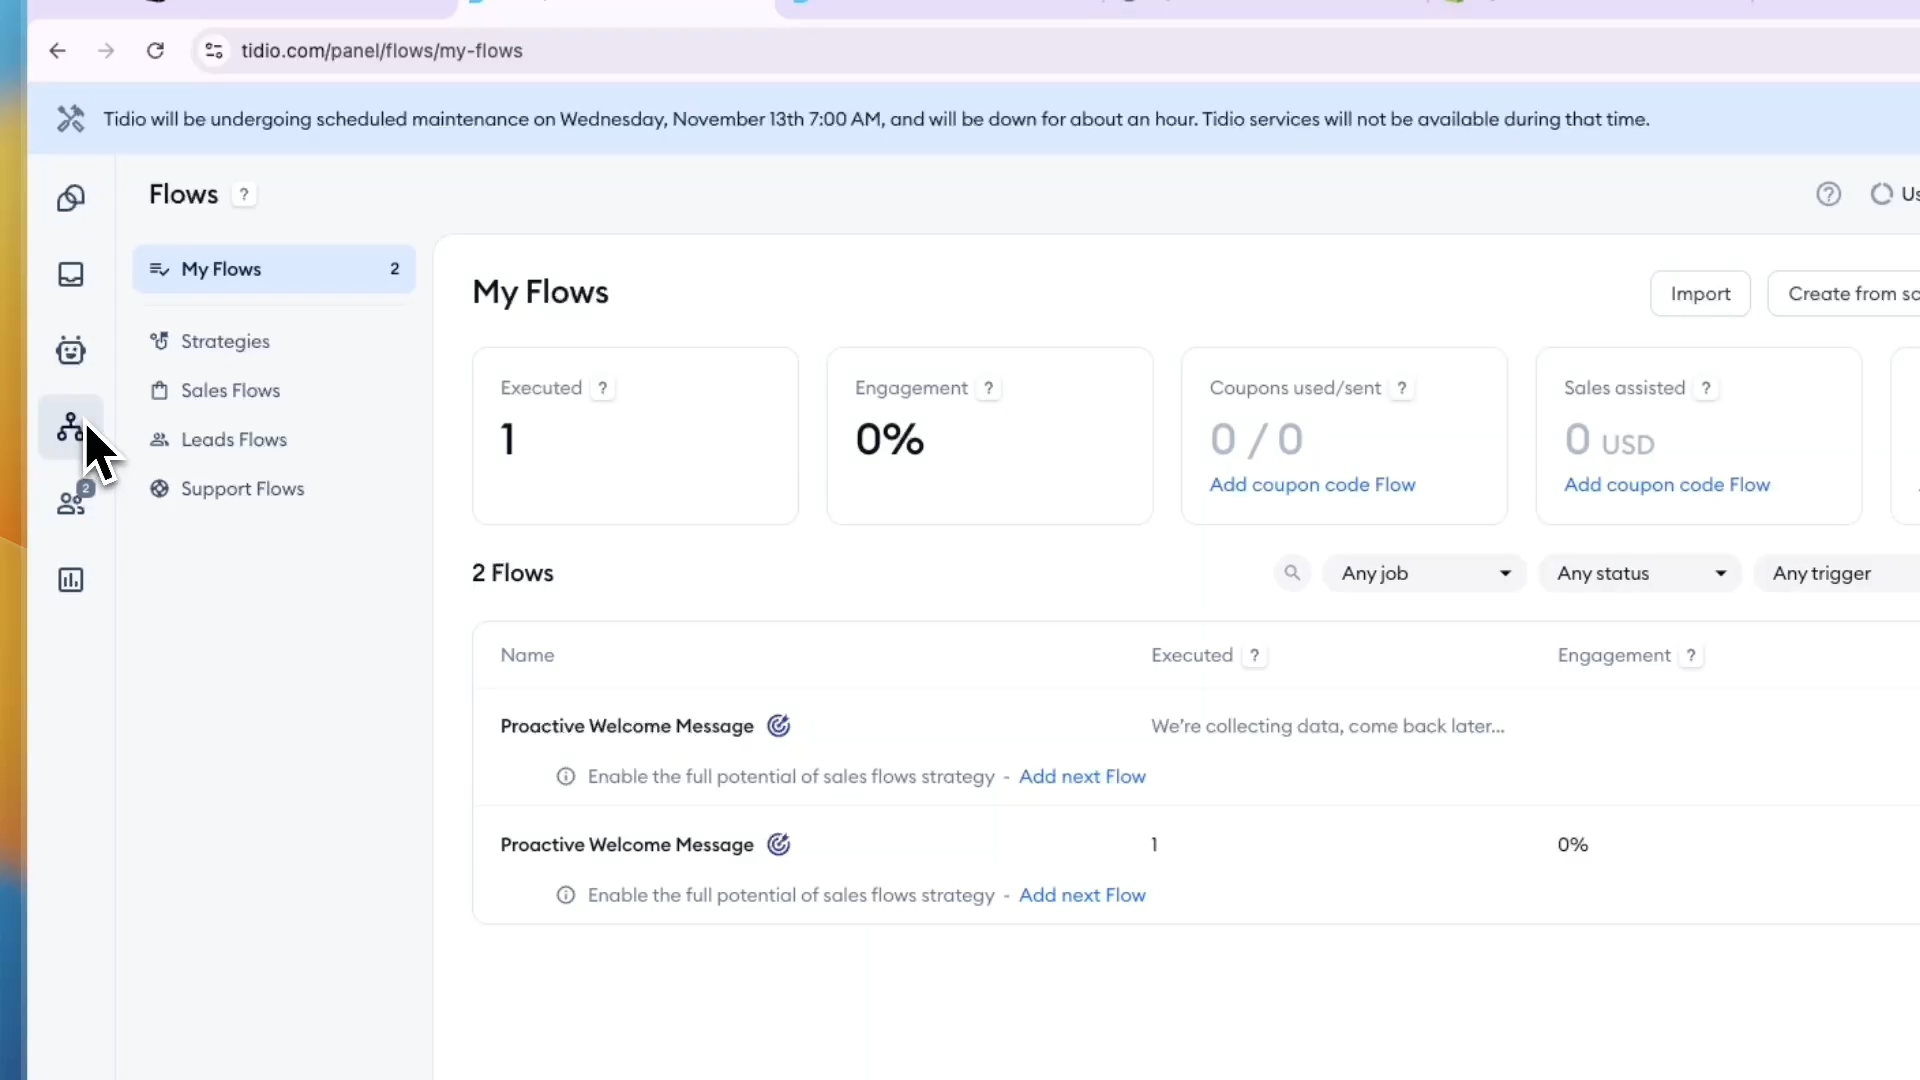 tidio.com/panel/flows/my-flows
Tidio will be undergoing scheduled maintenance on Wednesday, November 13th 7:00 AM, and will be down for about an hour. Tidio services will not be available during that time.
Flows ?
My Flows 2
Strategies
Sales Flows
Leads Flows
2
Support Flows
My Flows
Import
Create from
Executed ?
1
Engagement ?
0%
Coupons used/sent ?
0 / 0
Add coupon code Flow
Sales assisted ?
0 USD
Add coupon code Flow
2 Flows
Any job
Any status
Any trigger
Name Executed ? Engagement ?
Proactive Welcome Message We're collecting data, come back later...
Enable the full potential of sales flows strategy - Add next Flow
Proactive Welcome Message 1 0%
Enable the full potential of sales flows strategy - Add next Flow